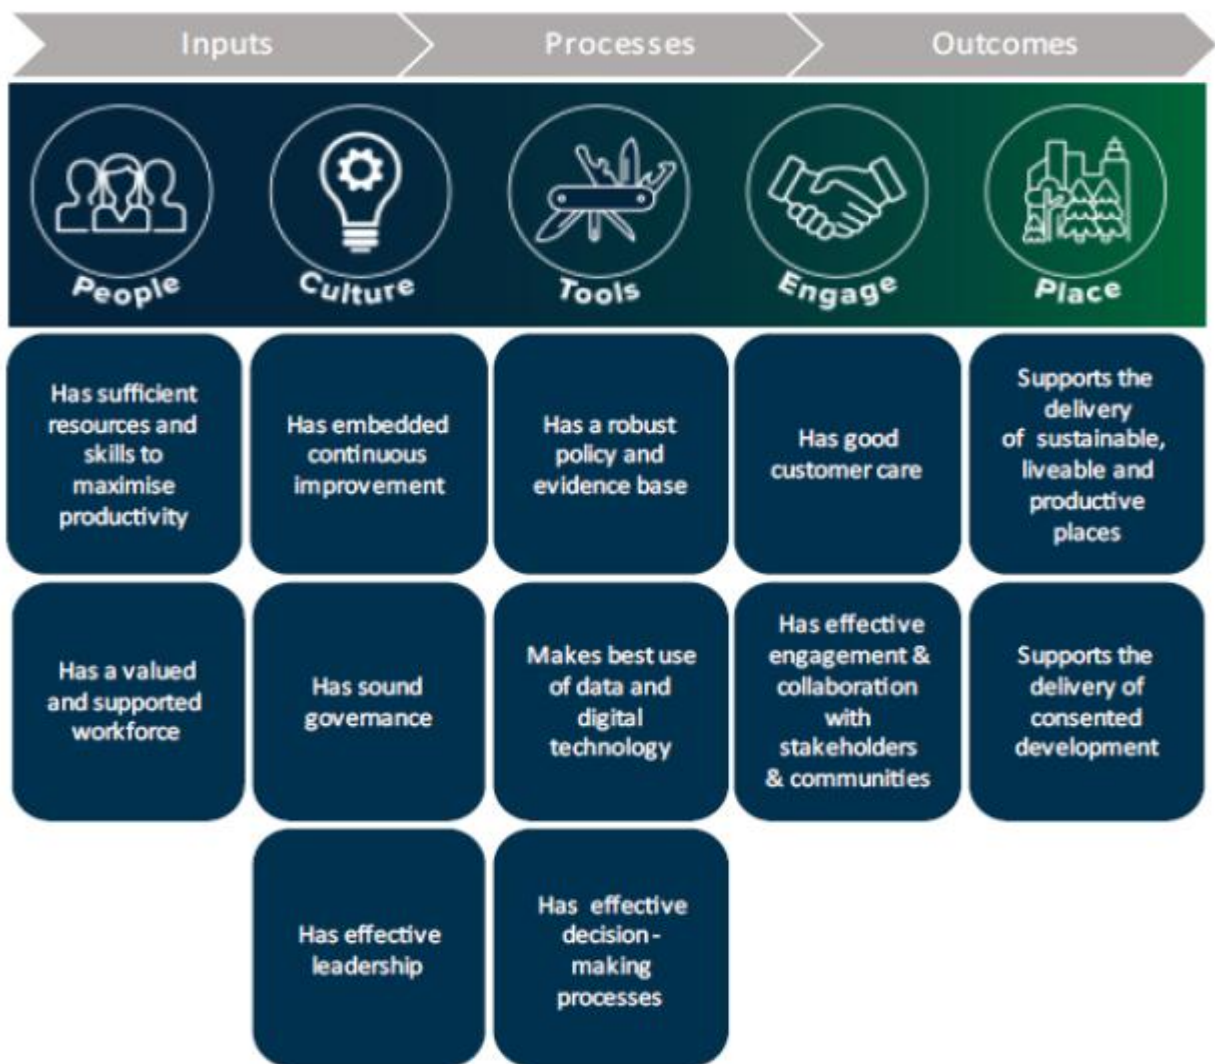 Inputs
Processes
Outcomes
People
Culture
Tools
Engage
Place
Has sufficient
resources and
skills to
maximise
productivity
Has embedded
continuous
improvement
Has a robust
policy and
evidence base
Has good
customer care
Supports the
delivery
of sustainable,
liveable and
productive
places
Has a valued
and supported
workforce
Has sound
governance
Makes best use
of data and
digital
technology
Has effective
engagement &
collaboration
with
stakeholders
& communities
Supports the
delivery of
consented
development
Has effective
leadership
Has effective
decision-
making
processes